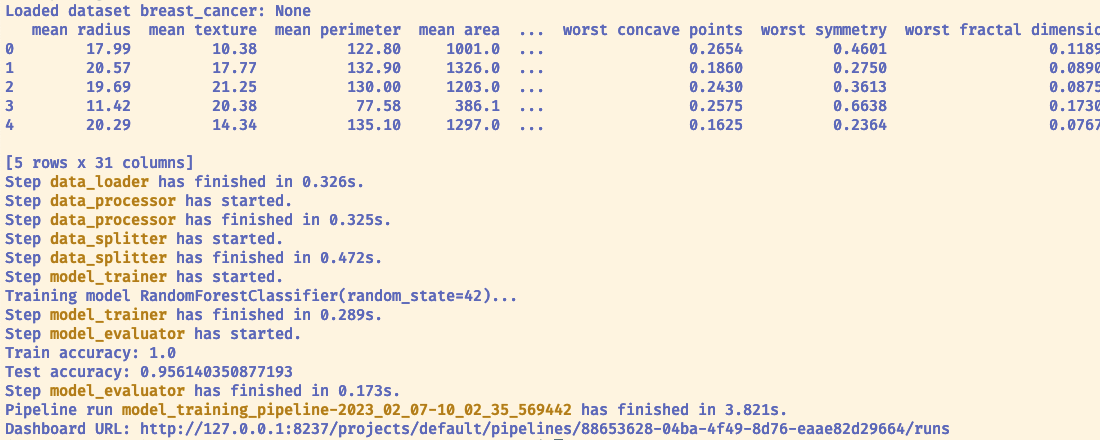 Loaded dataset breast_cancer: None
   mean radius  mean texture  mean perimeter  mean area  ...  worst concave points  worst symmetry  worst fractal dimensio
0        17.99         10.38          122.80     1001.0  ...                0.2654          0.4601                  0.1189
1        20.57         17.77          132.90     1326.0  ...                0.1860          0.2750                  0.0890
2        19.69         21.25          130.00     1203.0  ...                0.2430          0.3613                  0.0875
3        11.42         20.38           77.58      386.1  ...                0.2575          0.6638                  0.1730
4        20.29         14.34          135.10     1297.0  ...                0.1625          0.2364                  0.0767
[5 rows x 31 columns]
Step data_loader has finished in 0.326s.
Step data_processor has started.
Step data_processor has finished in 0.325s.
Step data_splitter has started.
Step data_splitter has finished in 0.472s.
Step model_trainer has started.
Training model RandomForestClassifier(random_state=42)...
Step model_trainer has finished in 0.289s.
Step model_evaluator has started.
Train accuracy: 1.0
Test accuracy: 0.956140350877193
Step model_evaluator has finished in 0.173s.
Pipeline run model_training_pipeline-2023_02_07-10_02_35_569442 has finished in 3.821s.
Dashboard URL: http://127.0.0.1:8237/projects/default/pipelines/88653628-04ba-4f49-8d76-eaae82d29664/runs